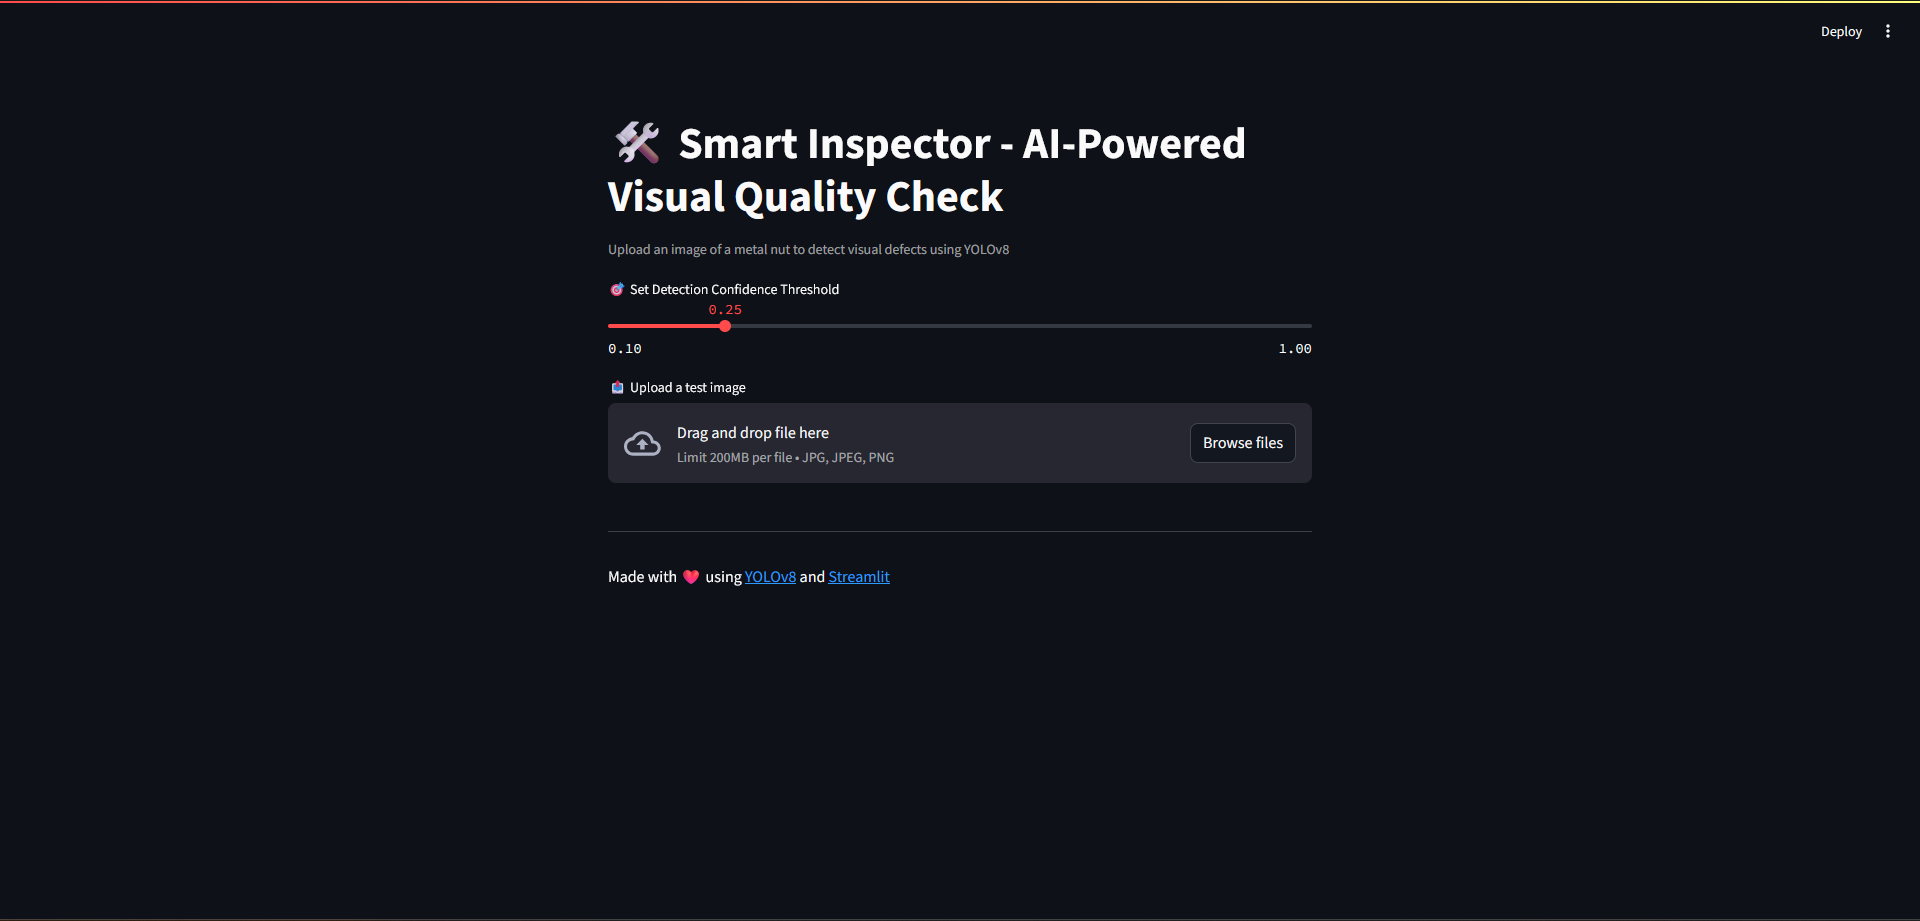 Deploy
🛠️ Smart Inspector - AI-Powered
Visual Quality Check
Upload an image of a metal nut to detect visual defects using YOLOv8
🎯 Set Detection Confidence Threshold
0.25
0.10 1.00
📤 Upload a test image
Drag and drop file here
Limit 200MB per file • JPG, JPEG, PNG
Browse files
Made with ❤️ using YOLOv8 and Streamlit